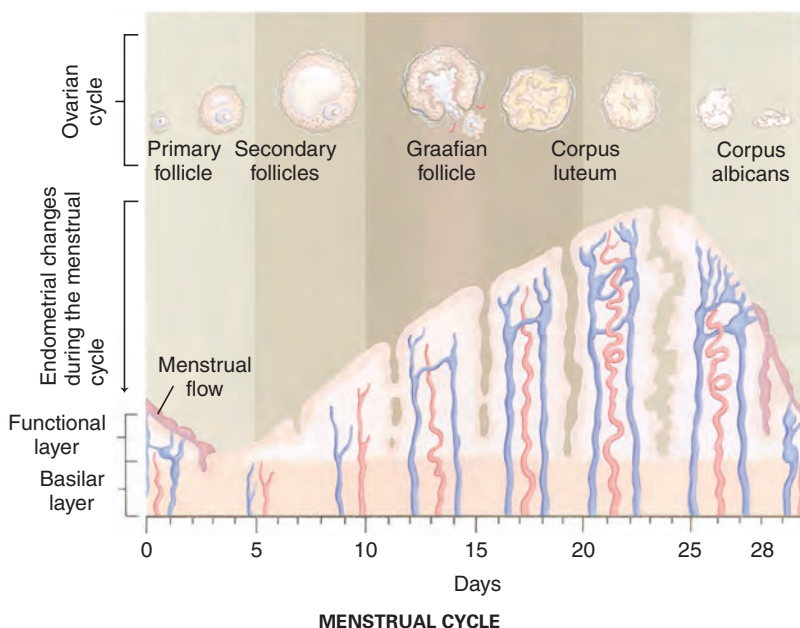 Ovarian
cycle
Primary
follicle
Secondary
follicles
Graafian
follicle
Corpus
luteum
Corpus
albicans
Endometrial changes
during the menstrual
cycle
Menstrual
flow
Functional
layer
Basilar
layer
0 5 10 15 20 25 28
Days
MENSTRUAL CYCLE